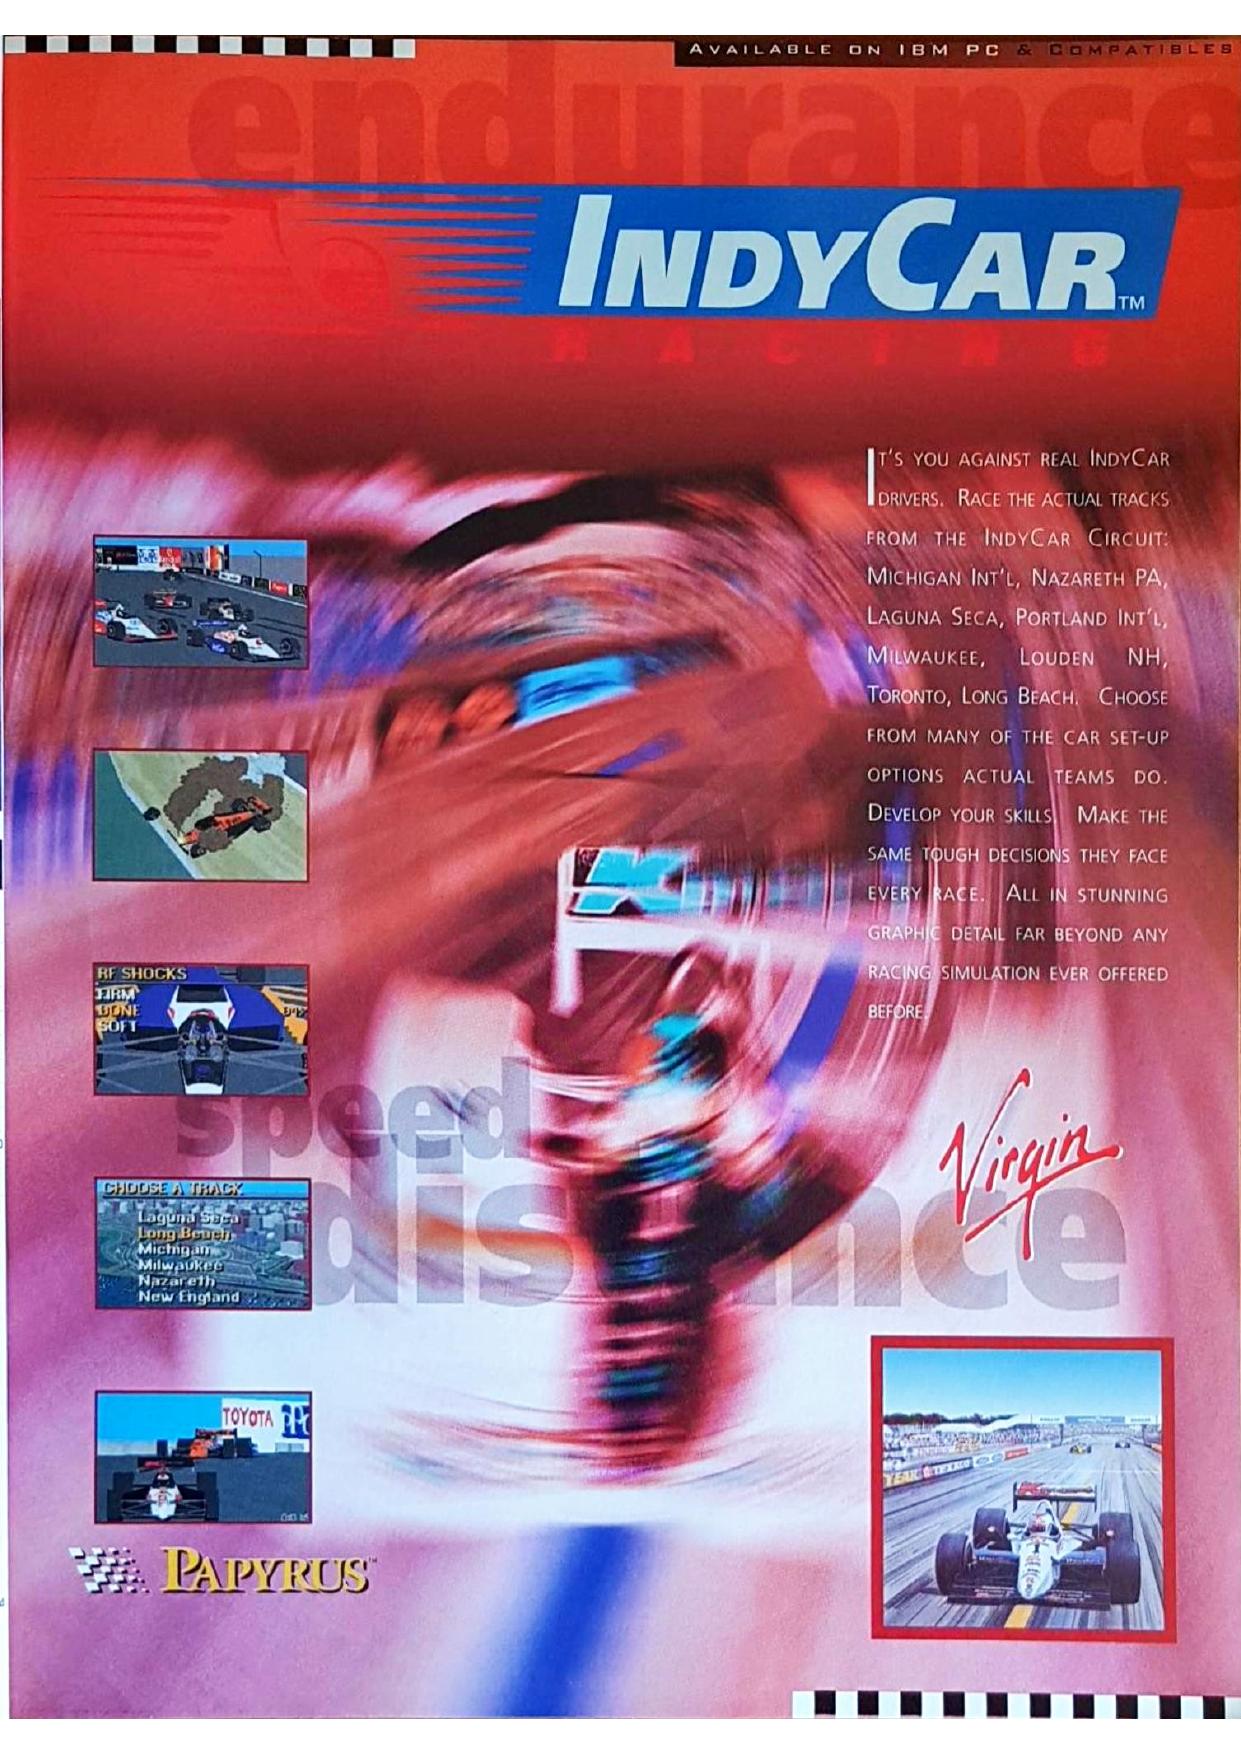 AVAILABLE ON IBM PC & COMPATIBLES
endurance
INDYCAR™
RACING
IT'S YOU AGAINST REAL INDYCAR
DRIVERS. RACE THE ACTUAL TRACKS
FROM THE INDYCAR CIRCUIT:
MICHIGAN INT'L, NAZARETH PA,
LAGUNA SECA, PORTLAND INT'L,
MILWAUKEE, LOUDEN NH,
TORONTO, LONG BEACH. CHOOSE
FROM MANY OF THE CAR SET-UP
OPTIONS ACTUAL TEAMS DO.
DEVELOP YOUR SKILLS. MAKE THE
SAME TOUGH DECISIONS THEY FACE
EVERY RACE. ALL IN STUNNING
GRAPHIC DETAIL FAR BEYOND ANY
RACING SIMULATION EVER OFFERED
BEFORE.
RF SHOCKS
FIRM
DONE
SOFT
K
speed
distance
Virgin
CHOOSE A TRACK
Laguna Seca
Long Beach
Michigan
Milwaukee
Nazareth
New England
TOYOTA
TEXACO
PAPYRUS™